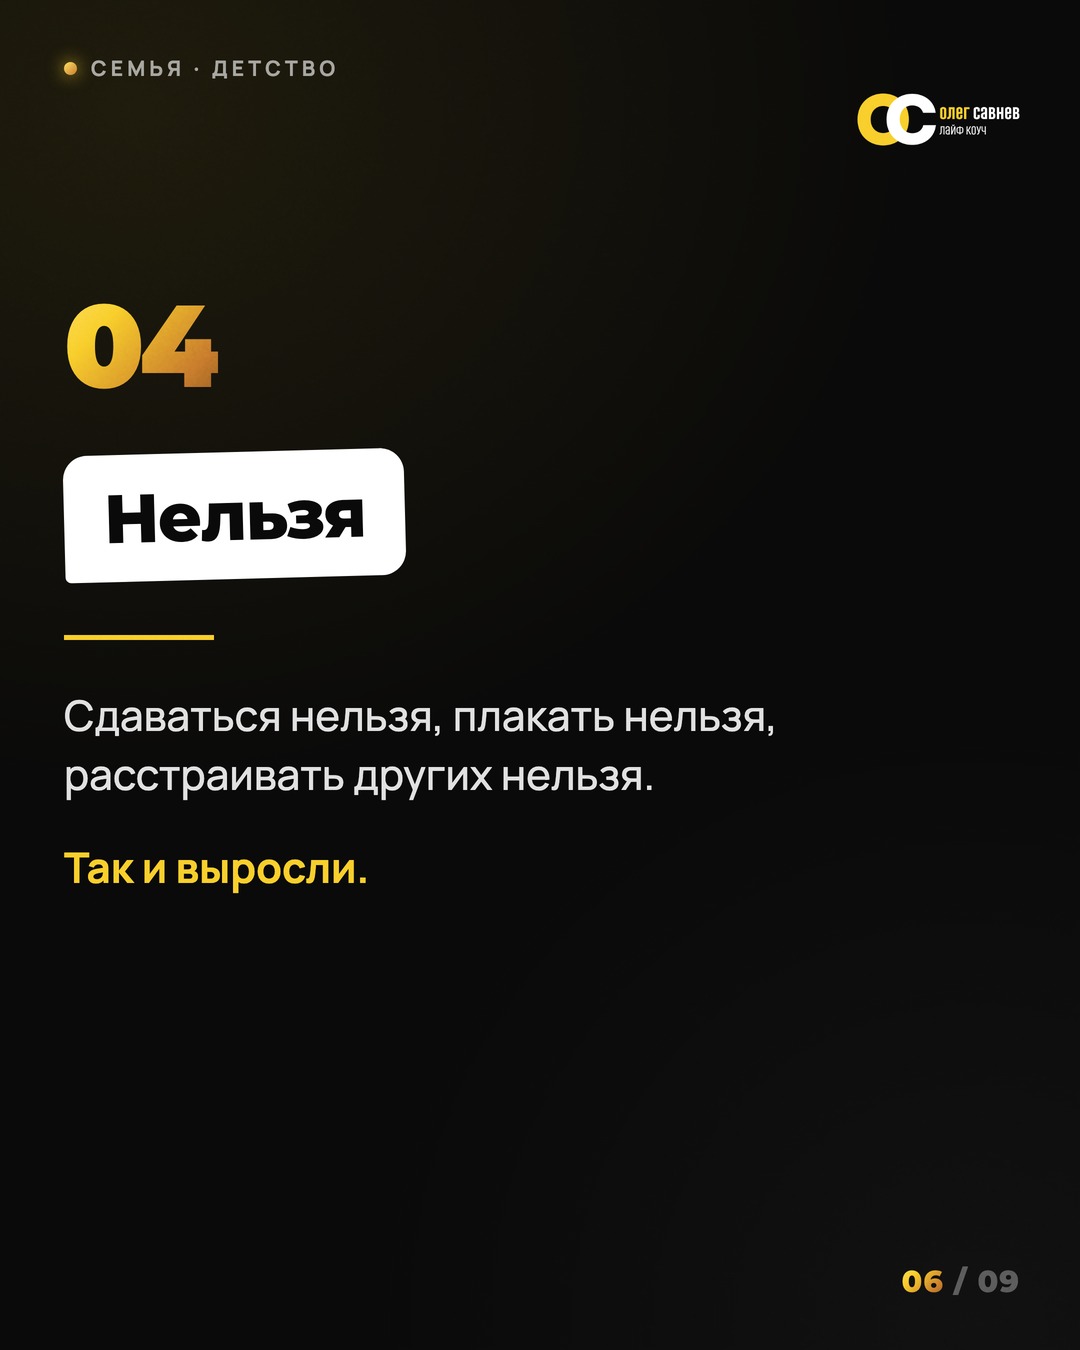 СЕМЬЯ · ДЕТСТВО
олег савнев
ЛАЙФ КОУЧ
04
Нельзя
Сдаваться нельзя, плакать нельзя,
расстраивать других нельзя.
Так и выросли.
06 / 09